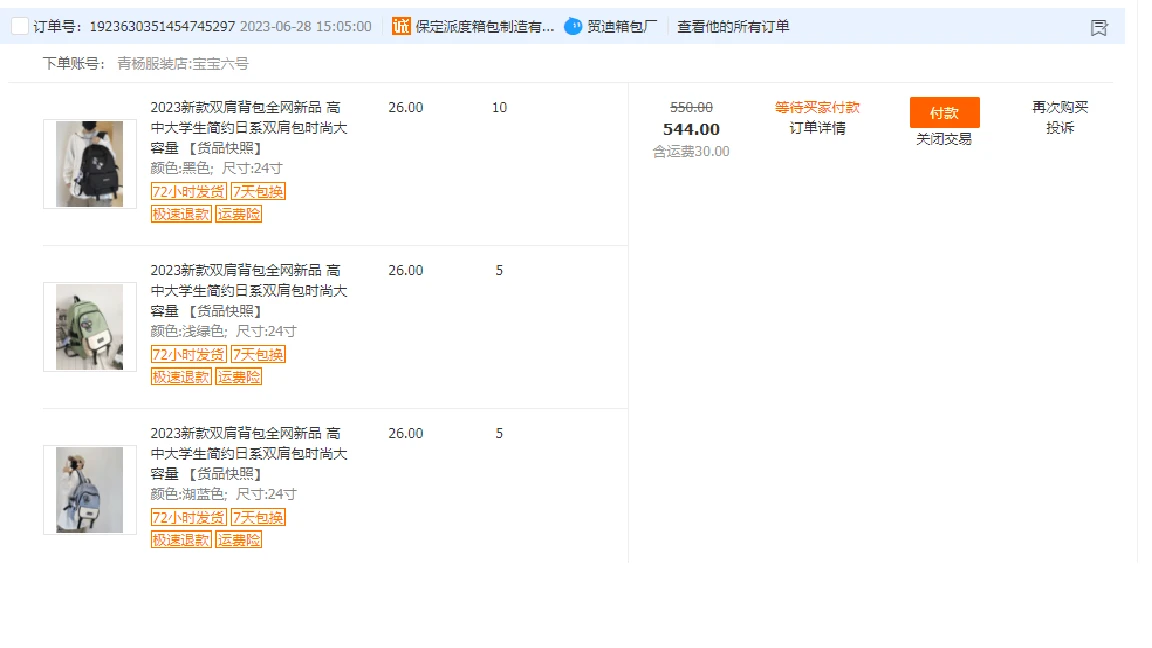 订单号：1923630351454745297 2023-06-28 15:05:00 诚 保定派度箱包制造有... 贸迪箱包厂 查看他的所有订单
下单账号： 青杨服装店:宝宝六号
2023新款双肩背包全网新品 高 26.00 10 550.00 等待买家付款 付款 再次购买
中大学生简约日系双肩包时尚大 544.00 订单详情 关闭交易 投诉
容量 【货品快照】 含运费30.00
颜色:黑色; 尺寸:24寸
72小时发货 7天包换
极速退款 运费险
2023新款双肩背包全网新品 高 26.00 5
中大学生简约日系双肩包时尚大
容量 【货品快照】
颜色:浅绿色; 尺寸:24寸
72小时发货 7天包换
极速退款 运费险
2023新款双肩背包全网新品 高 26.00 5
中大学生简约日系双肩包时尚大
容量 【货品快照】
颜色:湖蓝色; 尺寸:24寸
72小时发货 7天包换
极速退款 运费险